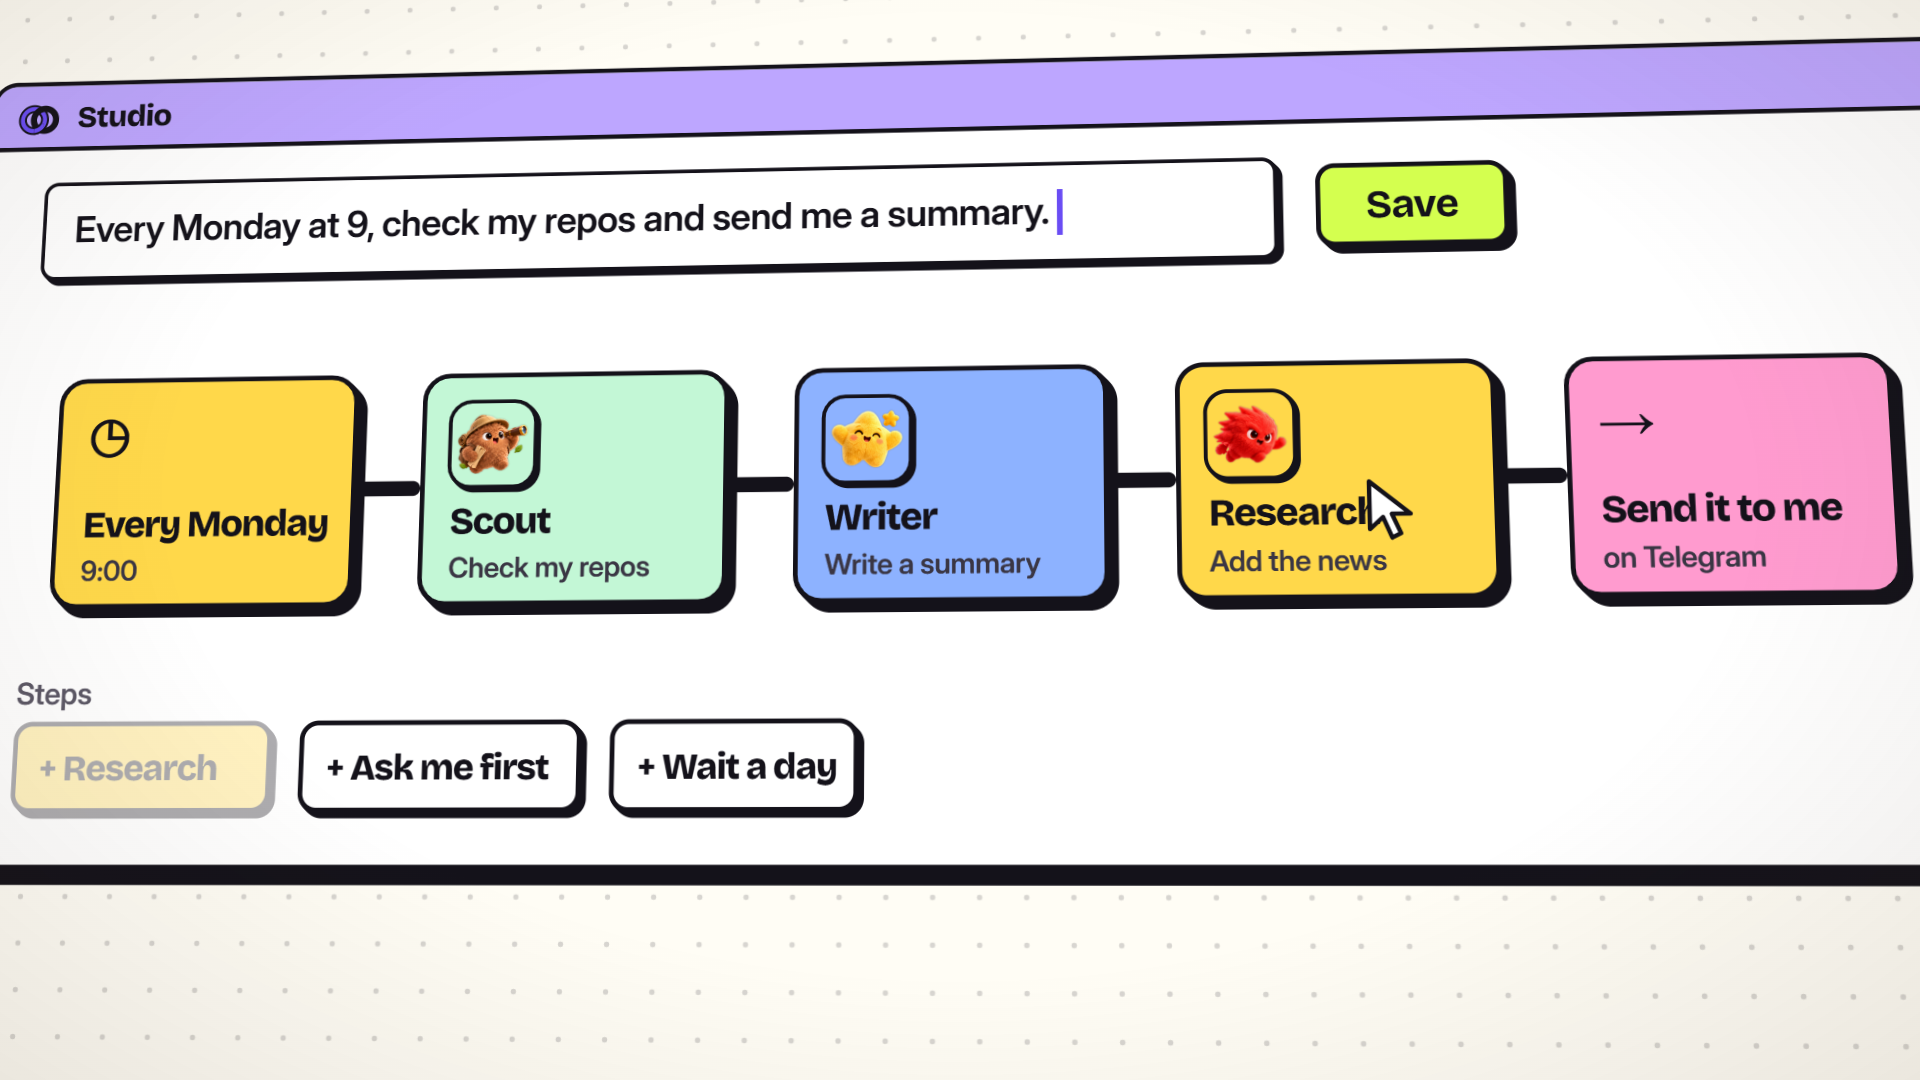 Studio
Every Monday at 9, check my repos and send me a summary.
Save
Every Monday
9:00
Scout
Check my repos
Writer
Write a summary
Research
Add the news
Send it to me
on Telegram
Steps
+ Research
+ Ask me first
+ Wait a day